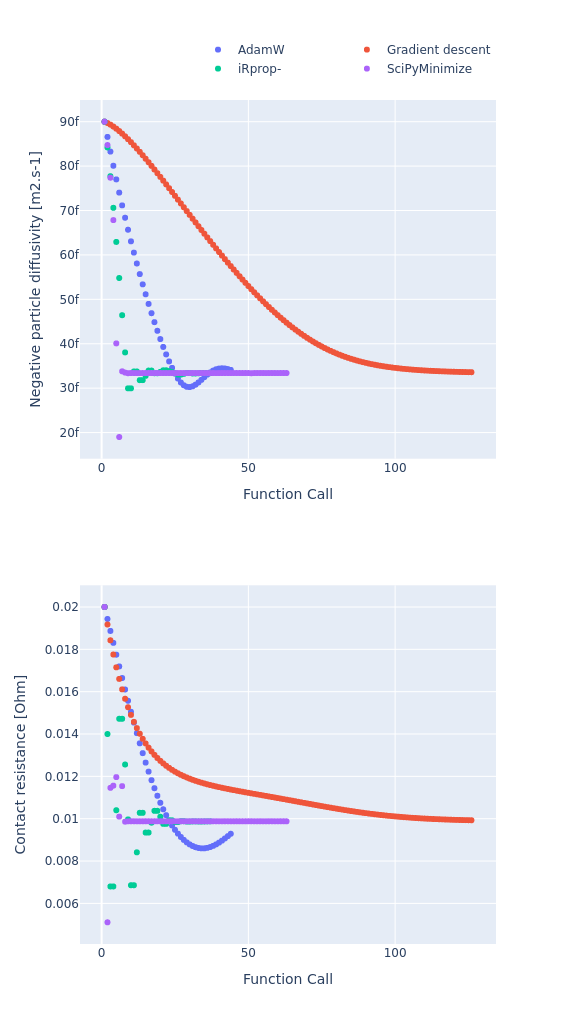 AdamW
Gradient descent
iRprop-
SciPyMinimize
90f
80f
70f
60f
50f
40f
30f
20f
Negative particle diffusivity [m2.s-1]
0
50
100
Function Call
0.02
0.018
0.016
0.014
0.012
0.01
0.008
0.006
Contact resistance [Ohm]
0
50
100
Function Call